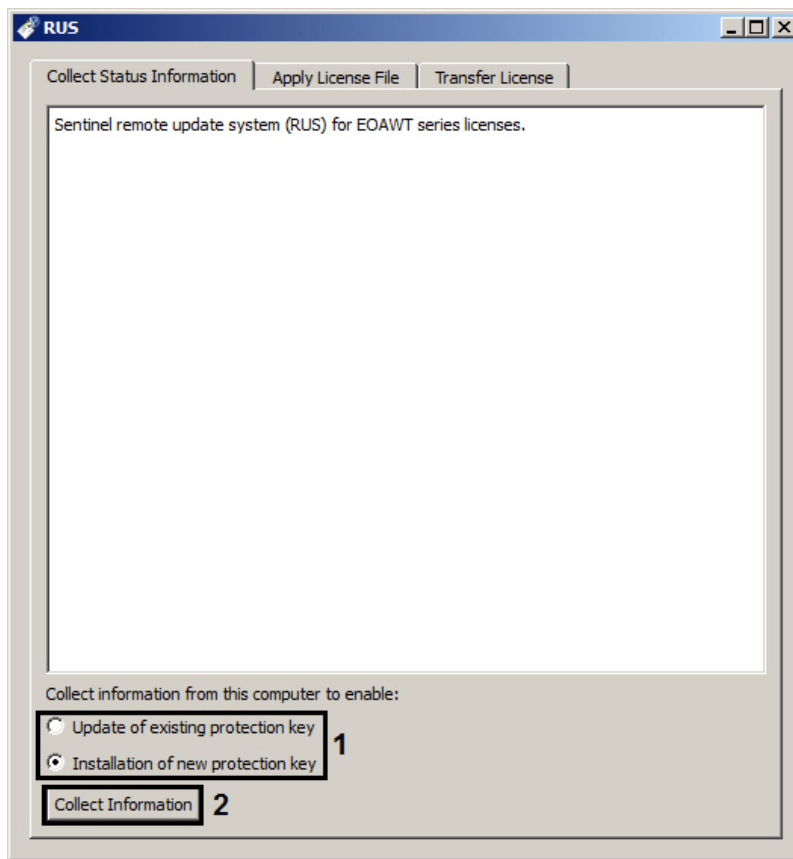 RUS
Collect Status Information Apply License File Transfer License
Sentinel remote update system (RUS) for EOAWT series licenses.
Collect information from this computer to enable:
Update of existing protection key
Installation of new protection key
1
Collect Information 2